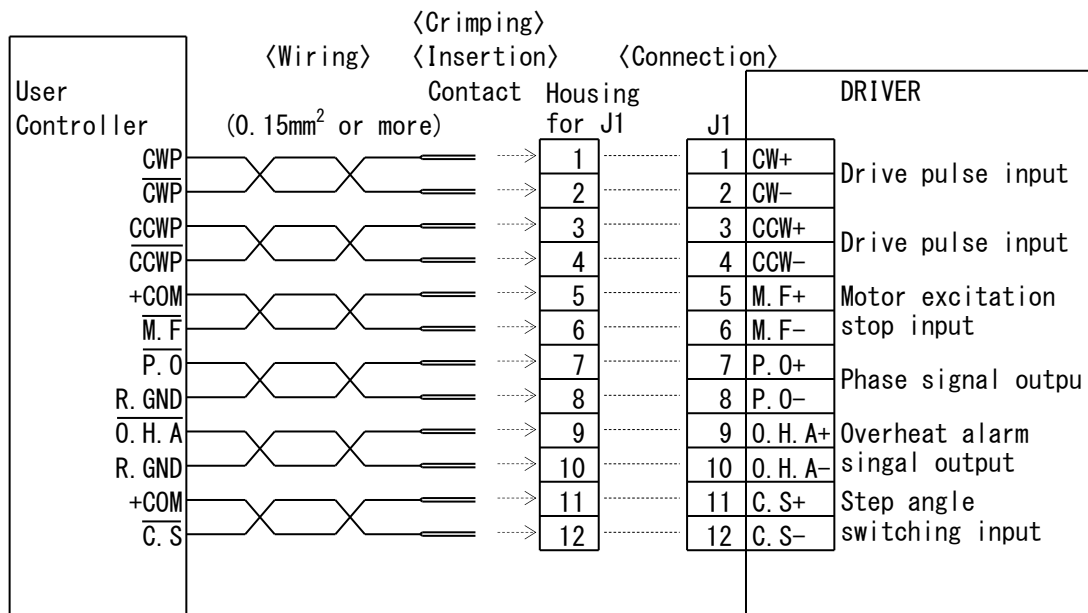 〈Crimping〉
〈Wiring〉 〈Insertion〉 〈Connection〉
User Contact Housing DRIVER
Controller (0.15mm² or more) for J1 J1
CWP 1 1 CW+
Drive pulse input
C̅W̅P̅ 2 2 CW-
CCWP 3 3 CCW+
Drive pulse input
C̅C̅W̅P̅ 4 4 CCW-
+COM 5 5 M.F+ Motor excitation
M̅.̅F̅ 6 6 M.F- stop input
P̅.̅O̅ 7 7 P.O+
Phase signal outpu
R.GND 8 8 P.O-
O̅.̅H̅.̅A̅ 9 9 O.H.A+ Overheat alarm
R.GND 10 10 O.H.A- singal output
+COM 11 11 C.S+ Step angle
C̅.̅S̅ 12 12 C.S- switching input